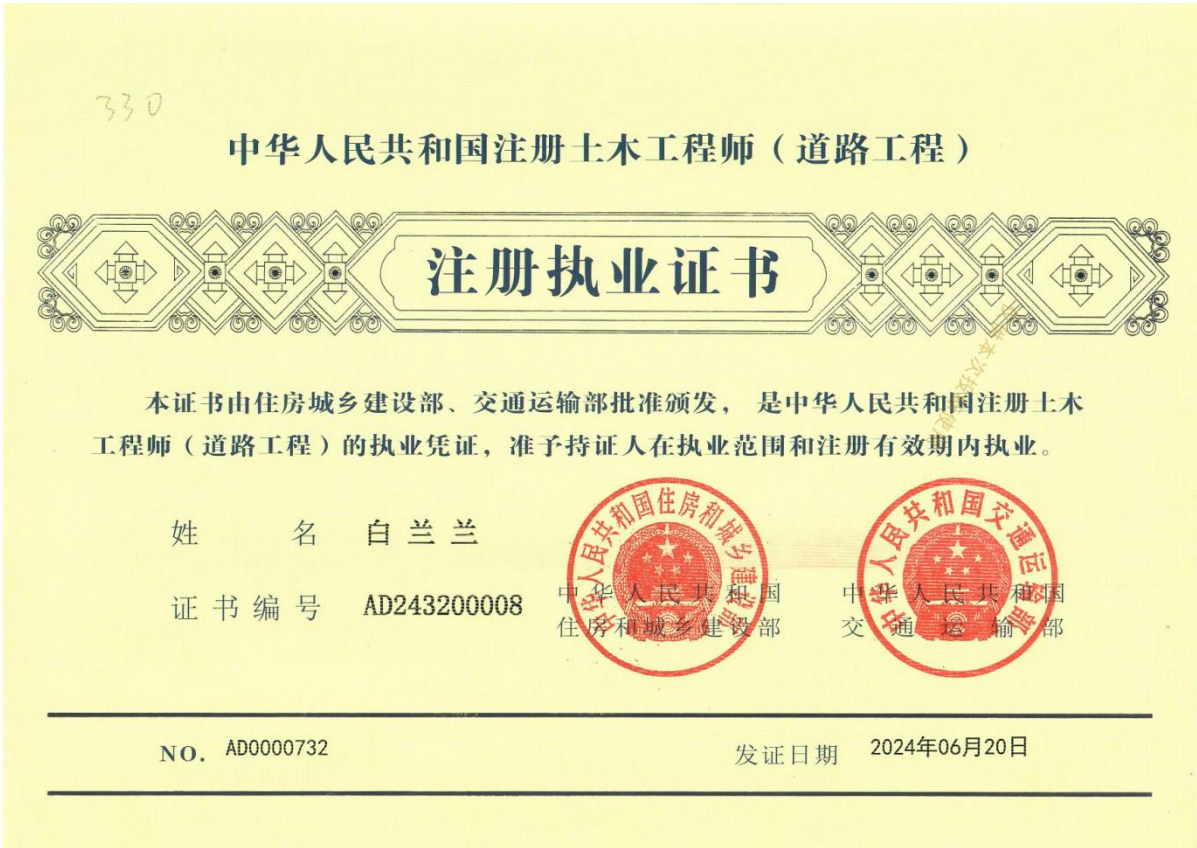 330
中华人民共和国注册土木工程师（道路工程）
注册执业证书
本证书由住房城乡建设部、交通运输部批准颁发， 是中华人民共和国注册土木
工程师（道路工程）的执业凭证，准予持证人在执业范围和注册有效期内执业。
姓 名 白兰兰
证书编号 AD243200008
中华人民共和国住房和城乡建设部
中华人民共和国交通运输部
中华人民共和国 中华人民共和国
住房和城乡建设部 交通运输部
NO. AD0000732 发证日期 2024年06月20日